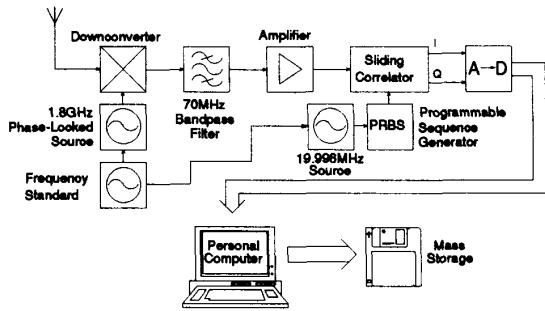 Downconverter
Amplifier
Sliding
Correlator
I
Q
A→D
1.8GHz
Phase-Locked
Source
70MHz
Bandpass
Filter
PRBS
Programmable
Sequence
Generator
19.996MHz
Source
Frequency
Standard
Personal
Computer
Mass
Storage